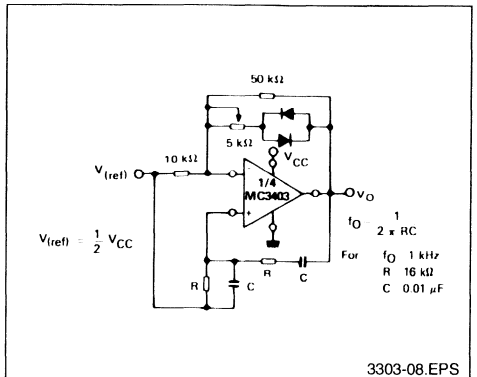 50 kΩ
5 kΩ
10 kΩ
V(ref)
VCC
1/4
MC3403
VO
V(ref) = 1/2 VCC
fO = 1 / 2 π RC
R
C
R
C
For fO 1 kHz
R 16 kΩ
C 0.01 µF
3303-08.EPS